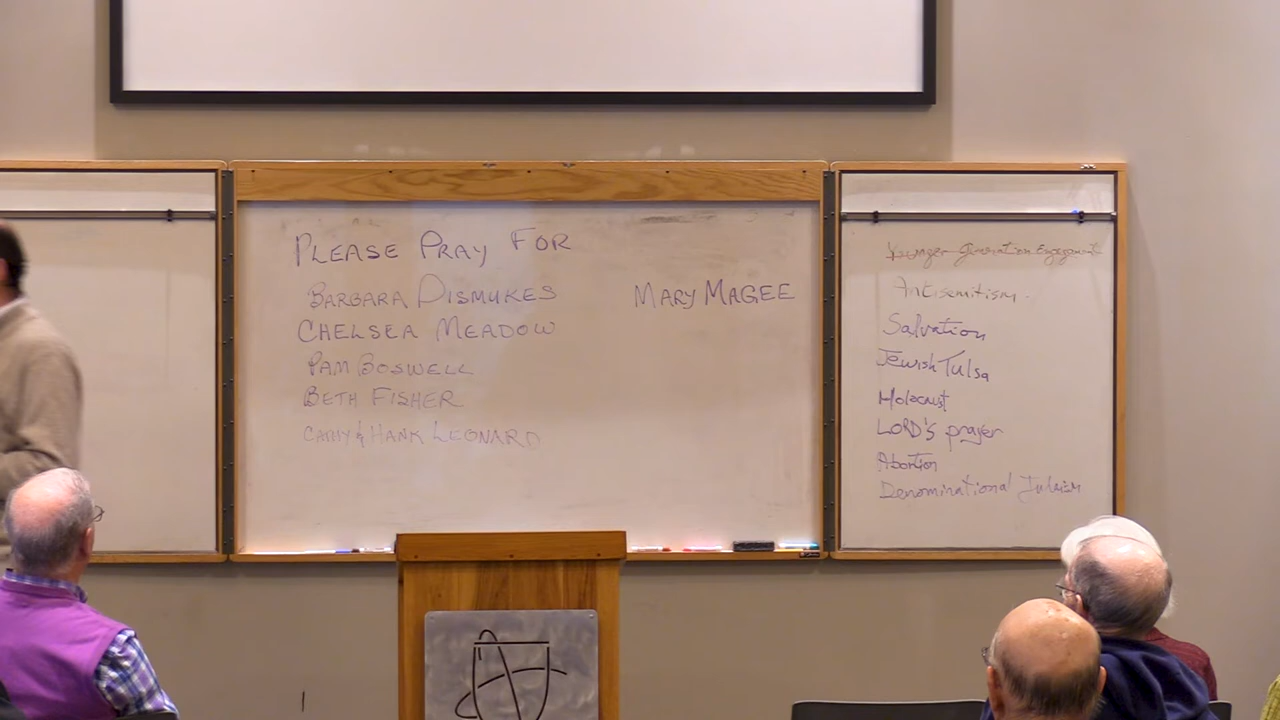 PLEASE PRAY FOR
BARBARA DISMUKES
CHELSEA MEADOW
PAM BOSWELL
BETH FISHER
CATHY & HANK LEONARD
MARY MAGEE
Younger Generation Engagement
Antisemitism
Salvation
Jewish Tulsa
Holocaust
LORD'S prayer
Abortion
Denominational Judaism